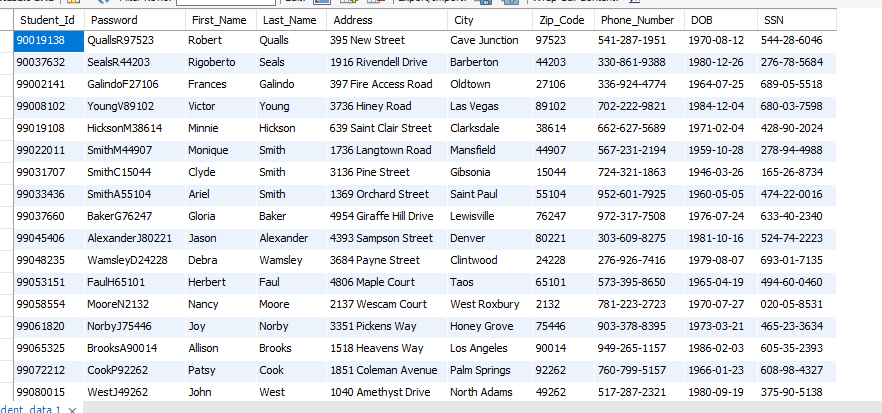 Student_Id Password First_Name Last_Name Address City Zip_Code Phone_Number DOB SSN
90019138 QuallsR97523 Robert Qualls 395 New Street Cave Junction 97523 541-287-1951 1970-08-12 544-28-6046
90037632 SealsR44203 Rigoberto Seals 1916 Rivendell Drive Barberton 44203 330-861-9388 1980-12-26 276-78-5684
99002141 GalindoF27106 Frances Galindo 397 Fire Access Road Oldtown 27106 336-924-4774 1964-07-25 689-05-5518
99008102 YoungV89102 Victor Young 3736 Hiney Road Las Vegas 89102 702-222-9821 1984-12-04 680-03-7598
99019108 HicksonM38614 Minnie Hickson 639 Saint Clair Street Clarksdale 38614 662-627-5689 1971-02-04 428-90-2024
99022011 SmithM44907 Monique Smith 1736 Langtown Road Mansfield 44907 567-231-2194 1959-10-28 278-94-4988
99031707 SmithC15044 Clyde Smith 3136 Pine Street Gibsonia 15044 724-321-1863 1946-03-26 165-26-8734
99033436 SmithA55104 Ariel Smith 1369 Orchard Street Saint Paul 55104 952-601-7925 1960-05-05 474-22-0016
99037660 BakerG76247 Gloria Baker 4954 Giraffe Hill Drive Lewisville 76247 972-317-7508 1976-07-24 633-40-2340
99045406 AlexanderJ80221 Jason Alexander 4393 Sampson Street Denver 80221 303-609-8275 1981-10-16 524-74-2223
99048235 WamsleyD24228 Debra Wamsley 3684 Payne Street Clintwood 24228 276-926-7416 1979-08-07 693-01-7135
99053151 FaulH65101 Herbert Faul 4806 Maple Court Taos 65101 573-395-8650 1965-04-19 494-60-0460
99058554 MooreN2132 Nancy Moore 2137 Wescam Court West Roxbury 2132 781-223-2723 1970-07-27 020-05-8531
99061820 NorbyJ75446 Joy Norby 3351 Pickens Way Honey Grove 75446 903-378-8395 1973-03-21 465-23-3634
99065325 BrooksA90014 Allison Brooks 1518 Heavens Way Los Angeles 90014 949-265-1157 1986-02-03 605-35-2393
99072212 CookP92262 Patsy Cook 1851 Coleman Avenue Palm Springs 92262 760-799-5157 1966-01-23 608-98-4327
99080015 WestJ49262 John West 1040 Amethyst Drive North Adams 49262 517-287-2321 1980-09-19 375-90-5138